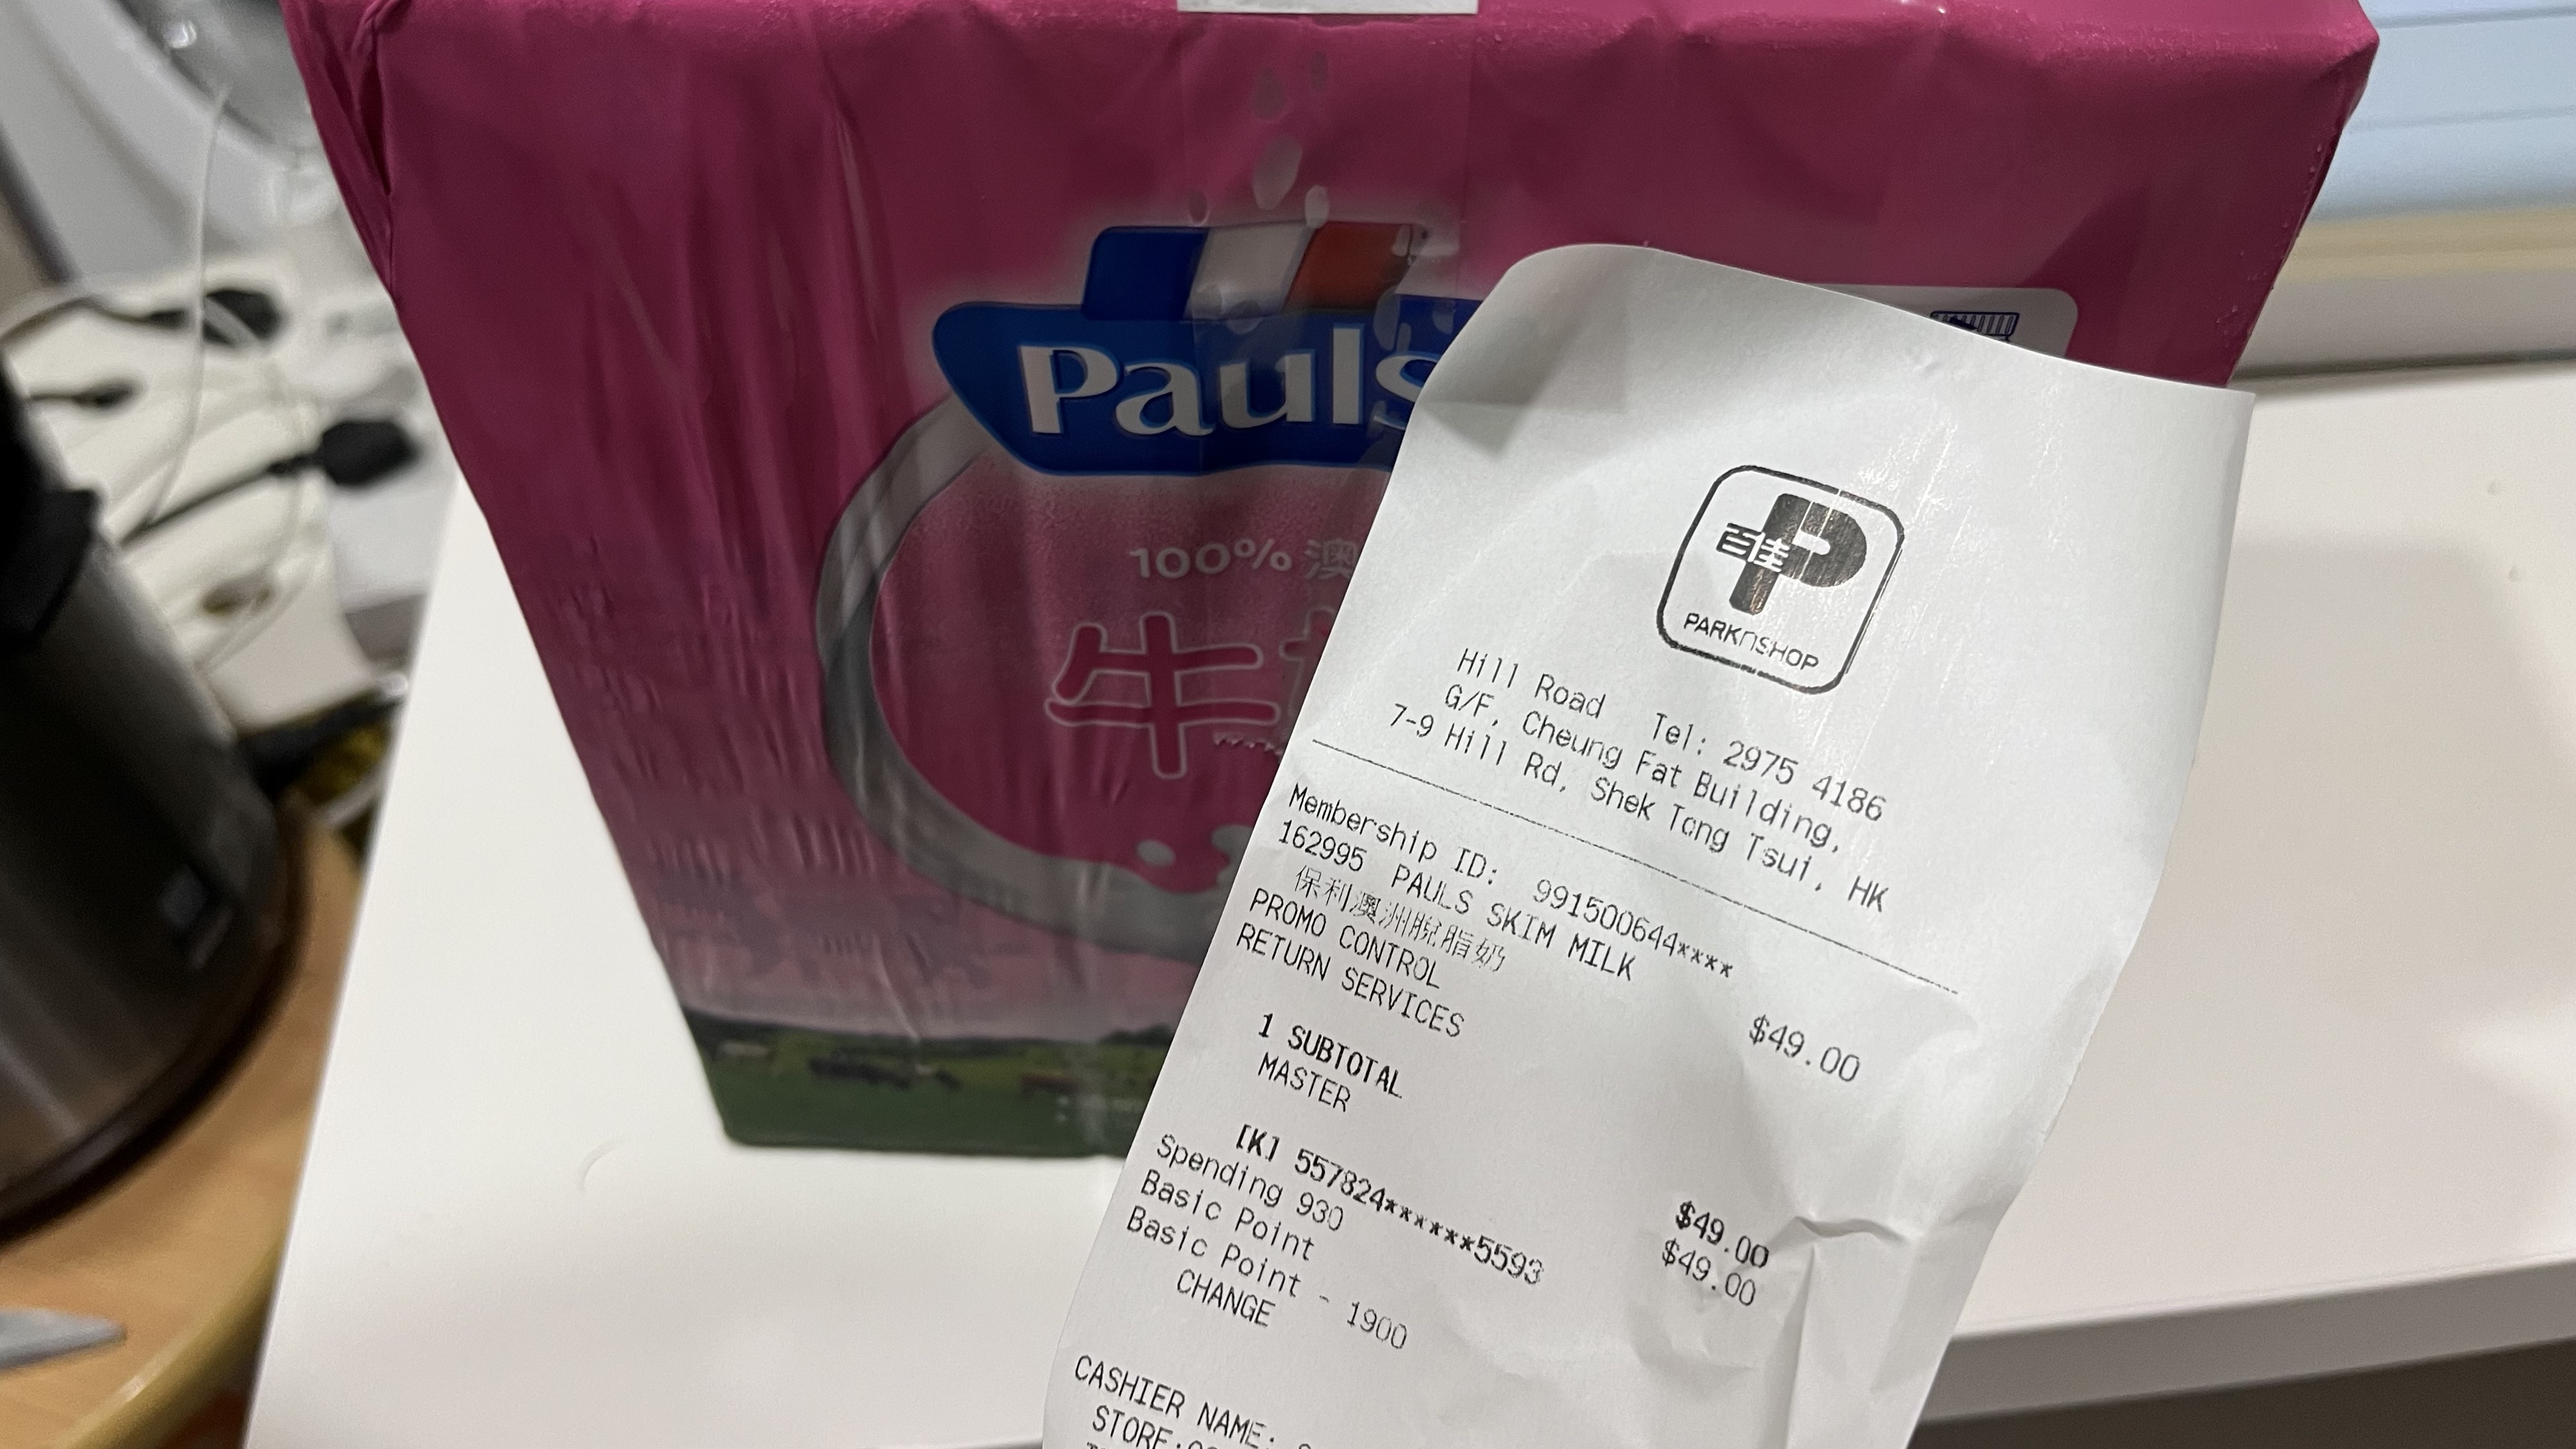 Pauls
100% 澳
牛
百佳
PARKNSHOP
Hill Road Tel: 2975 4186
G/F, Cheung Fat Building,
7-9 Hill Rd, Shek Tong Tsui, HK
Membership ID: 991500644****
162995 PAULS SKIM MILK
保利澳洲脫脂奶 $49.00
PROMO CONTROL
RETURN SERVICES
1 SUBTOTAL $49.00
MASTER $49.00
[K] 557824******5593
Spending 930
Basic Point
Basic Point - 1900
CHANGE
CASHIER NAME:
STORE: